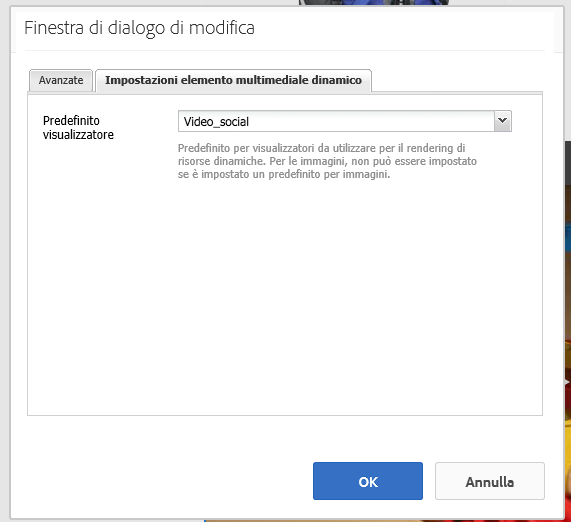 Finestra di dialogo di modifica
Avanzate
Impostazioni elemento multimediale dinamico
Predefinito
visualizzatore
Video_social
Predefinito per visualizzatori da utilizzare per il rendering di
risorse dinamiche. Per le immagini, non può essere impostato
se è impostato un predefinito per immagini.
OK
Annulla